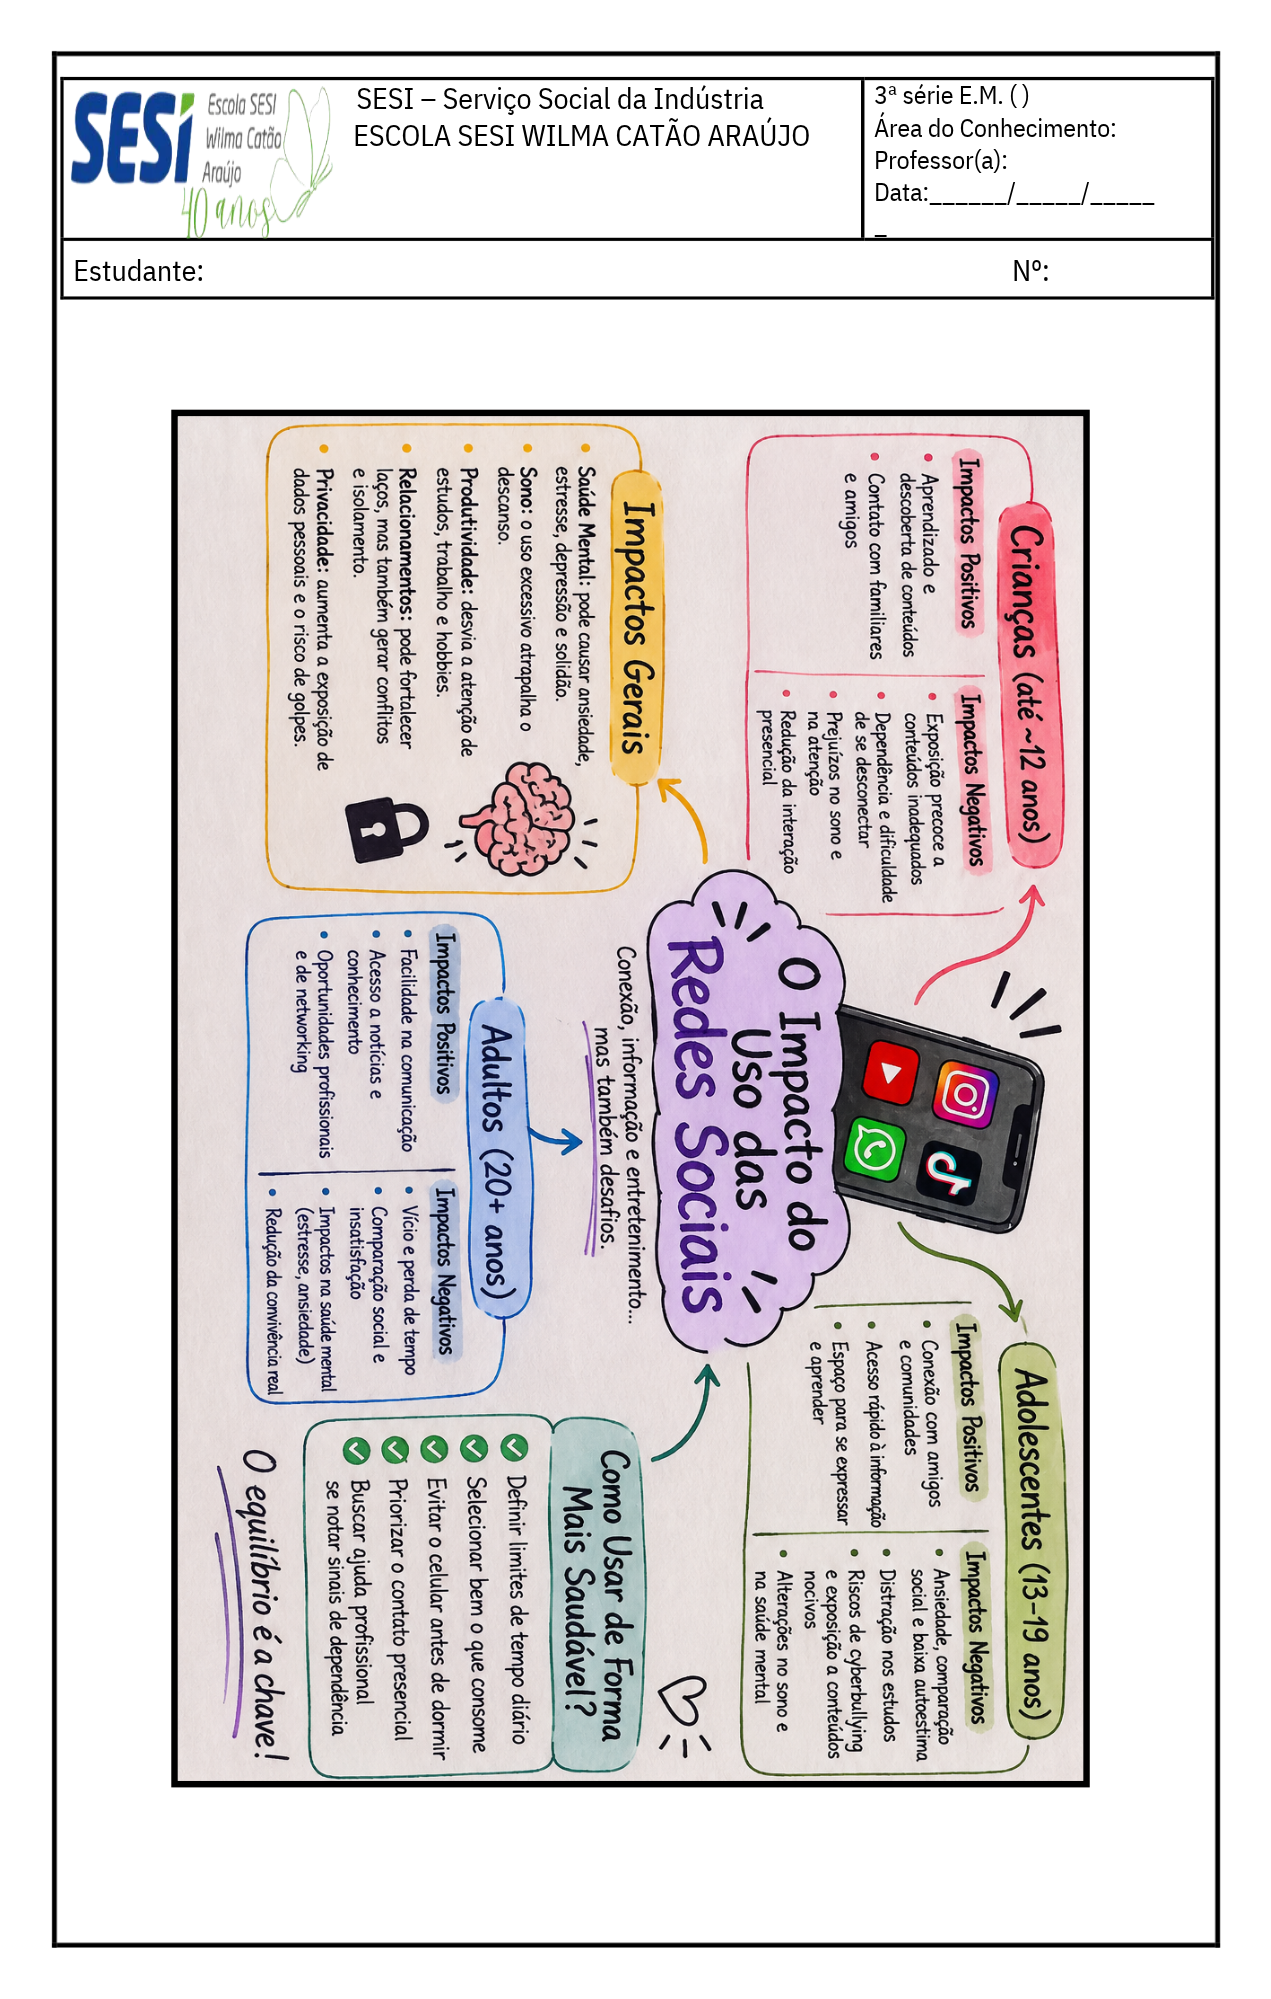 SESI
Escola SESI
Wilma Catão
Araújo
40 anos
SESI – Serviço Social da Indústria
ESCOLA SESI WILMA CATÃO ARAÚJO
3ª série E.M. ( )
Área do Conhecimento:
Professor(a):
Data:______/_____/_____
_
Estudante:
Nº:
O Impacto do
Uso das
Redes Sociais
Conexão, informação e entretenimento...
mas também desafios.
Crianças (até ~12 anos)
Impactos Positivos
• Aprendizado e
descoberta de conteúdos
• Contato com familiares
e amigos
Impactos Negativos
• Exposição precoce a
conteúdos inadequados
• Dependência e dificuldade
de se desconectar
• Prejuízos no sono e
na atenção
• Redução da interação
presencial
Adolescentes (13-19 anos)
Impactos Positivos
• Conexão com amigos
e comunidades
• Acesso rápido à informação
• Espaço para se expressar
e aprender
Impactos Negativos
• Ansiedade, comparação
social e baixa autoestima
• Distração nos estudos
• Riscos de cyberbullying
e exposição a conteúdos
nocivos
• Alterações no sono e
na saúde mental
Impactos Gerais
• Saúde Mental: pode causar ansiedade,
estresse, depressão e solidão.
• Sono: o uso excessivo atrapalha o
descanso.
• Produtividade: desvia a atenção de
estudos, trabalho e hobbies.
• Relacionamentos: pode fortalecer
laços, mas também gerar conflitos
e isolamento.
• Privacidade: aumenta a exposição de
dados pessoais e o risco de golpes.
Adultos (20+ anos)
Impactos Positivos
• Facilidade na comunicação
• Acesso a notícias e
conhecimento
• Oportunidades profissionais
e de networking
Impactos Negativos
• Vício e perda de tempo
• Comparação social e
insatisfação
• Impactos na saúde mental
(estresse, ansiedade)
• Redução da convivência real
Como Usar de Forma
Mais Saudável?
Definir limites de tempo diário
Selecionar bem o que consome
Evitar o celular antes de dormir
Priorizar o contato presencial
Buscar ajuda profissional
se notar sinais de dependência
O equilíbrio é a chave!